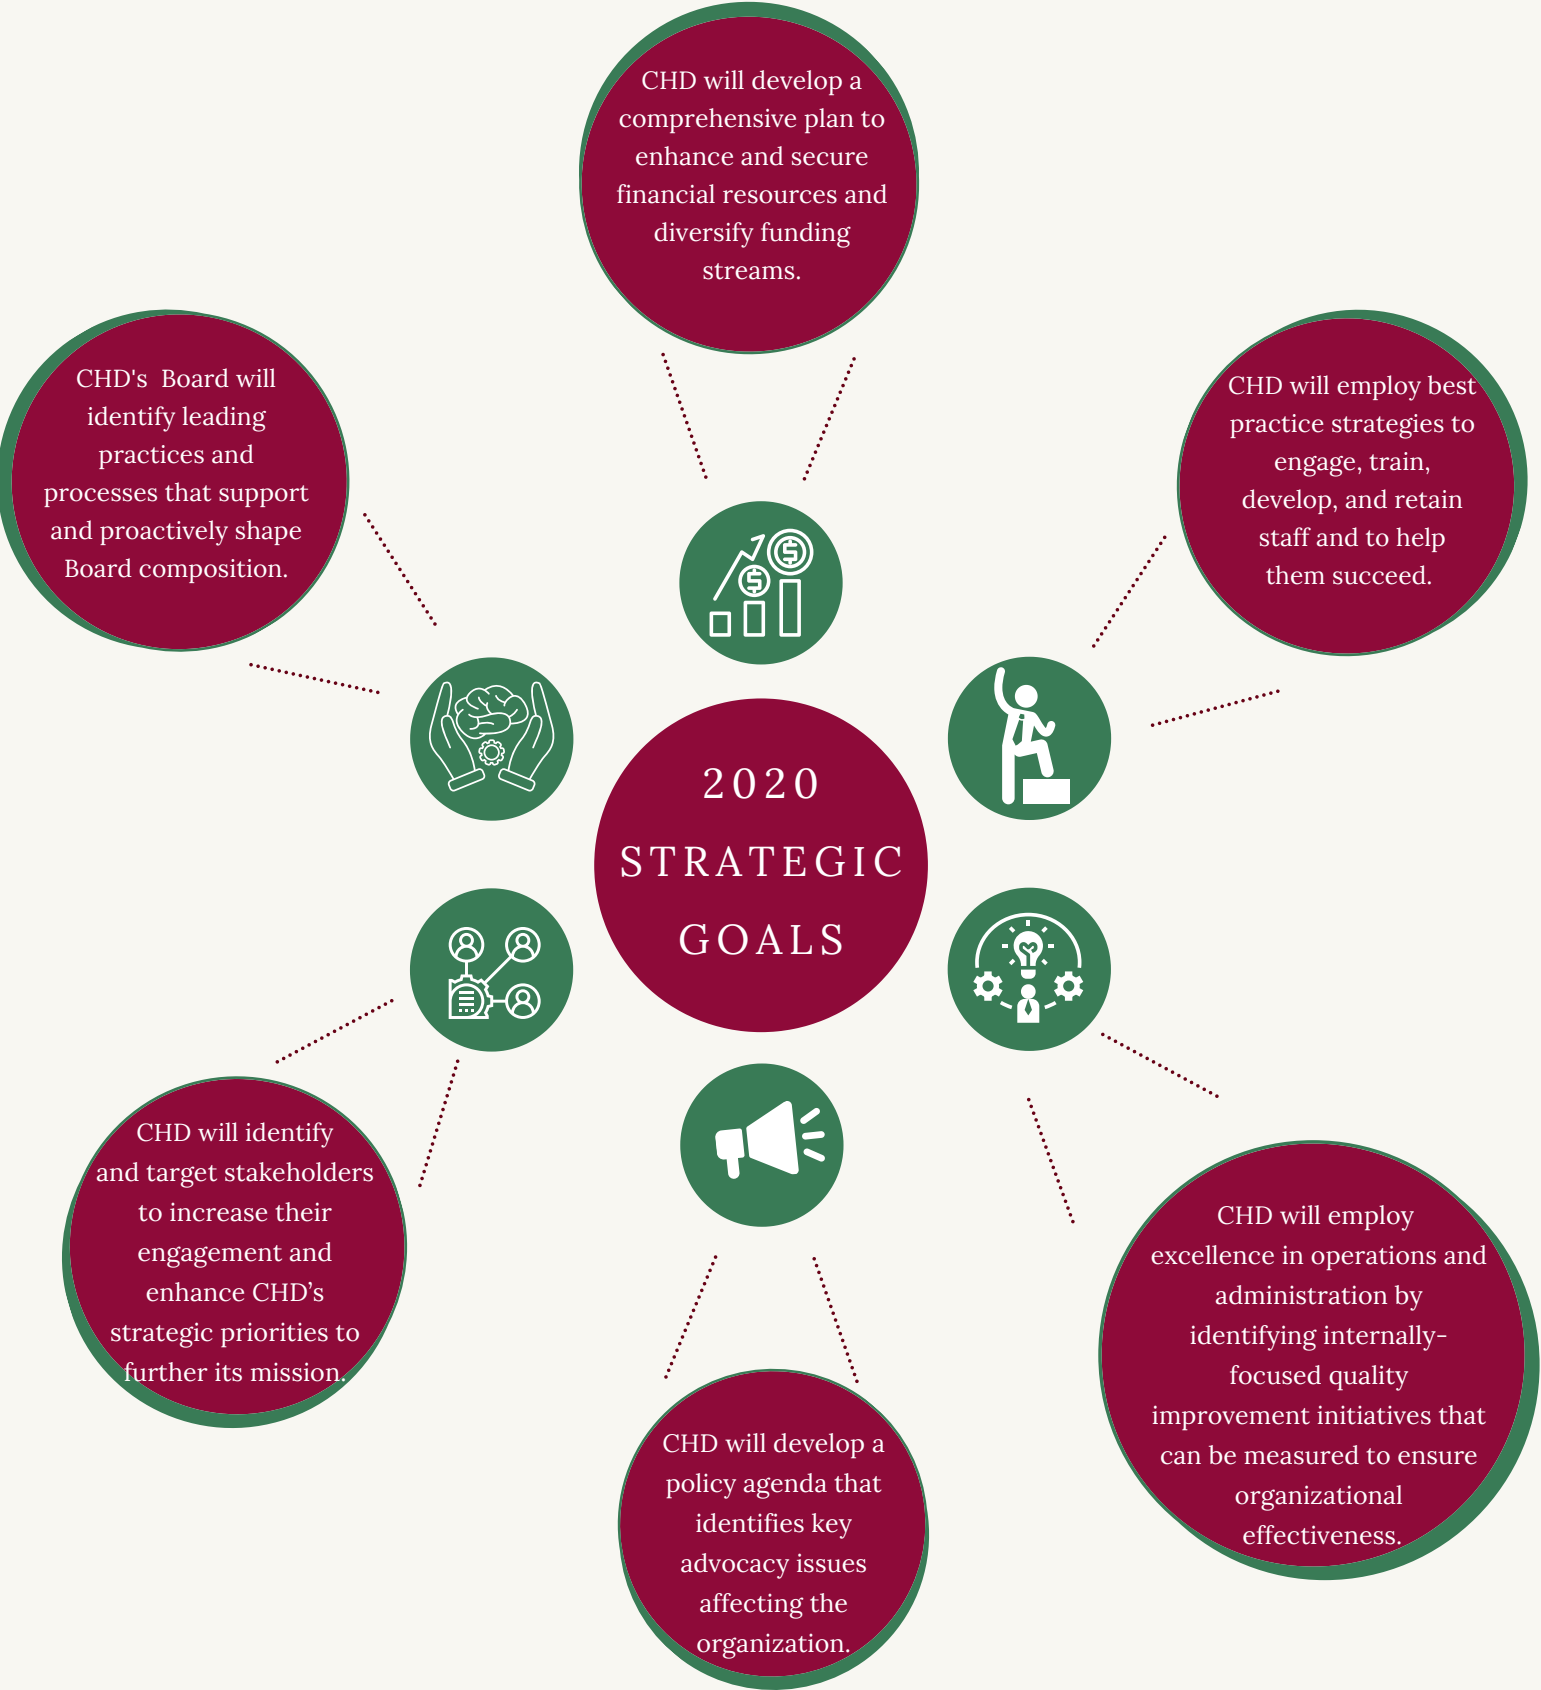 CHD will develop a
comprehensive plan to
enhance and secure
financial resources and
diversify funding
streams.
CHD's  Board will
identify leading
practices and
processes that support
and proactively shape
Board composition.
CHD will employ best
practice strategies to
engage, train,
develop, and retain
staff and to help
them succeed.
2020
STRATEGIC
GOALS
CHD will identify
and target stakeholders
to increase their
engagement and
enhance CHD’s
strategic priorities to
further its mission.
CHD will employ
excellence in operations and
administration by
identifying internally-
focused quality
improvement initiatives that
can be measured to ensure
organizational
effectiveness.
CHD will develop a
policy agenda that
identifies key
advocacy issues
affecting the
organization.